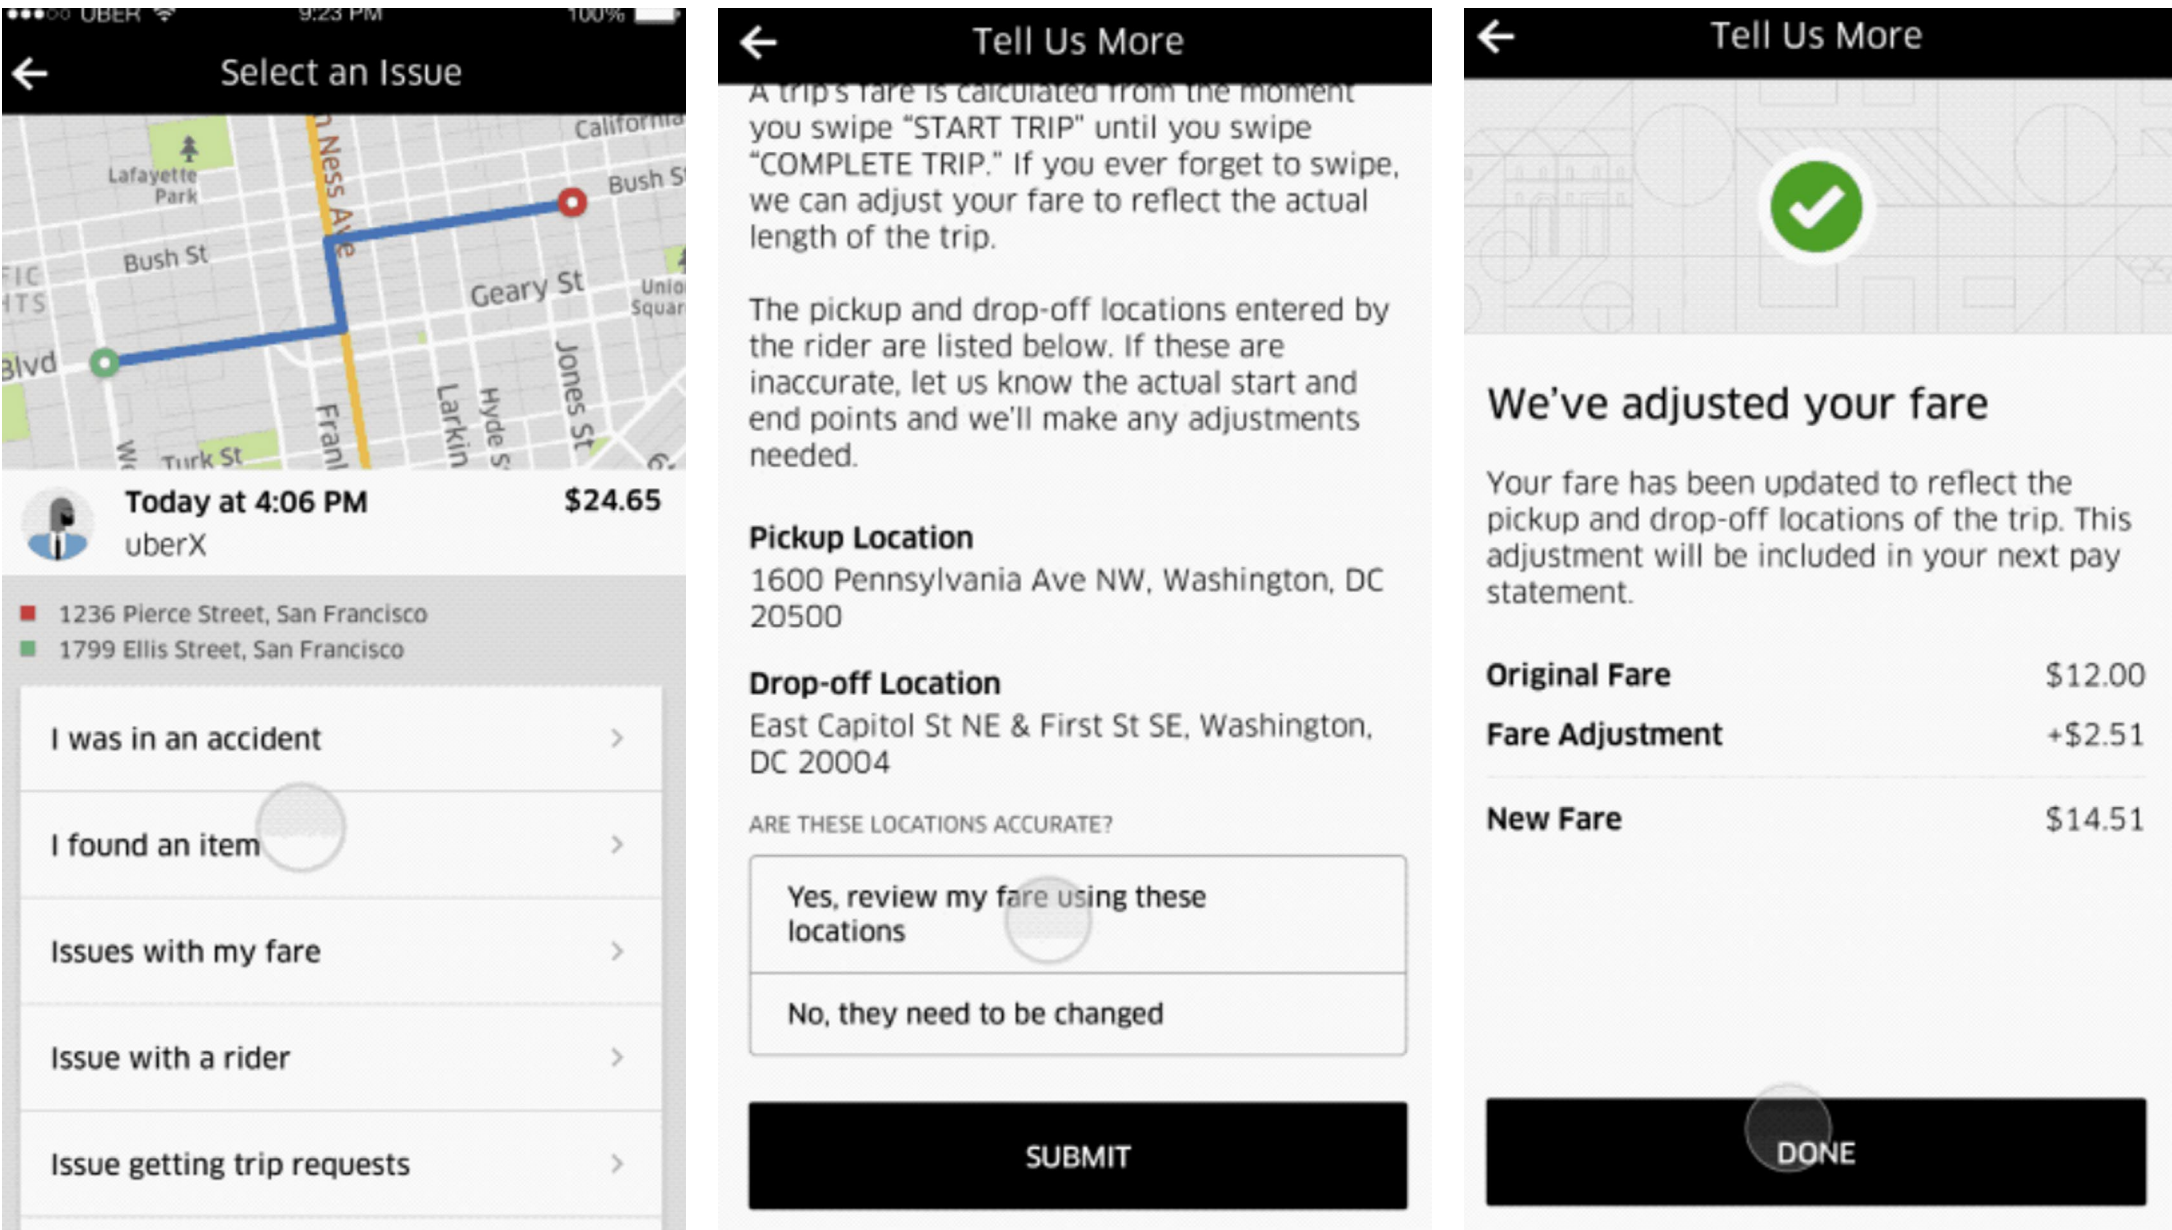 UBER
9:23 PM
100%
Select an Issue
California
Ness Ave
Lafayette
Park
Bush St
Bush St
Geary St
Blvd
Jones St
Larkin
Hyde S
Turk St
Today at 4:06 PM
$24.65
uberX
1236 Pierce Street, San Francisco
1799 Ellis Street, San Francisco
I was in an accident
I found an item
Issues with my fare
Issue with a rider
Issue getting trip requests
Tell Us More
A trip's fare is calculated from the moment
you swipe “START TRIP” until you swipe
“COMPLETE TRIP.” If you ever forget to swipe,
we can adjust your fare to reflect the actual
length of the trip.
The pickup and drop-off locations entered by
the rider are listed below. If these are
inaccurate, let us know the actual start and
end points and we'll make any adjustments
needed.
Pickup Location
1600 Pennsylvania Ave NW, Washington, DC
20500
Drop-off Location
East Capitol St NE & First St SE, Washington,
DC 20004
ARE THESE LOCATIONS ACCURATE?
Yes, review my fare using these
locations
No, they need to be changed
SUBMIT
Tell Us More
We've adjusted your fare
Your fare has been updated to reflect the
pickup and drop-off locations of the trip. This
adjustment will be included in your next pay
statement.
Original Fare
$12.00
Fare Adjustment
+$2.51
New Fare
$14.51
DONE